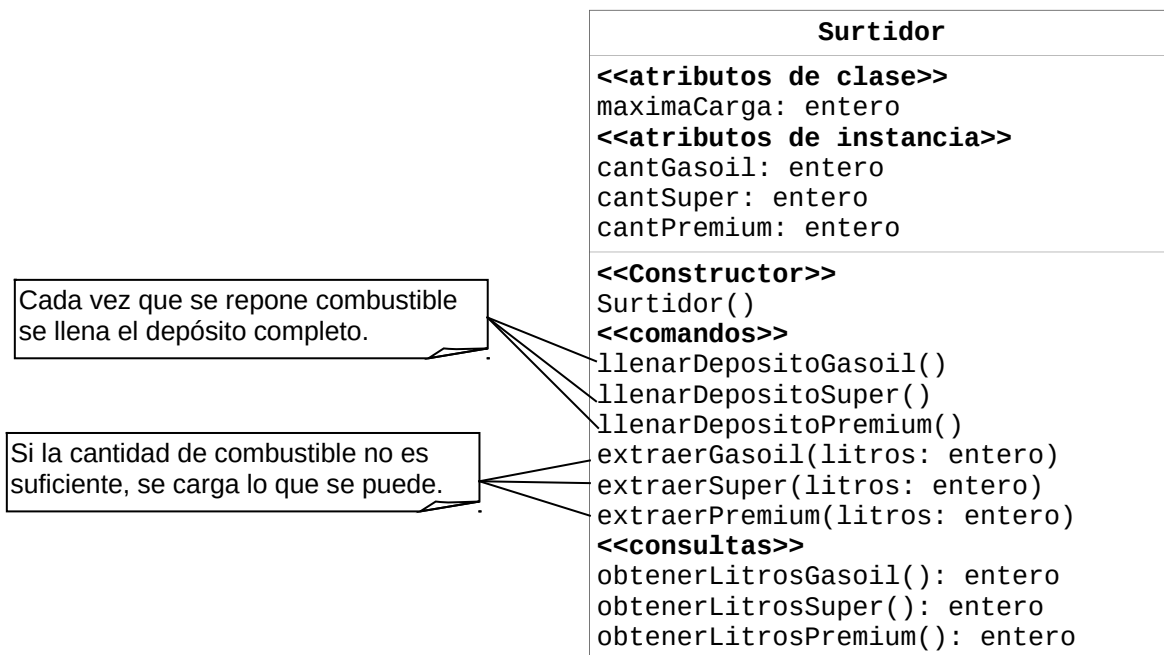 Surtidor
<<atributos de clase>>
maximaCarga: entero
<<atributos de instancia>>
cantGasoil: entero
cantSuper: entero
cantPremium: entero
<<Constructor>>
Surtidor()
<<comandos>>
Cada vez que se repone combustible
se llena el depósito completo.
llenarDepositoGasoil()
llenarDepositoSuper()
llenarDepositoPremium()
Si la cantidad de combustible no es
suficiente, se carga lo que se puede.
extraerGasoil(litros: entero)
extraerSuper(litros: entero)
extraerPremium(litros: entero)
<<consultas>>
obtenerLitrosGasoil(): entero
obtenerLitrosSuper(): entero
obtenerLitrosPremium(): entero